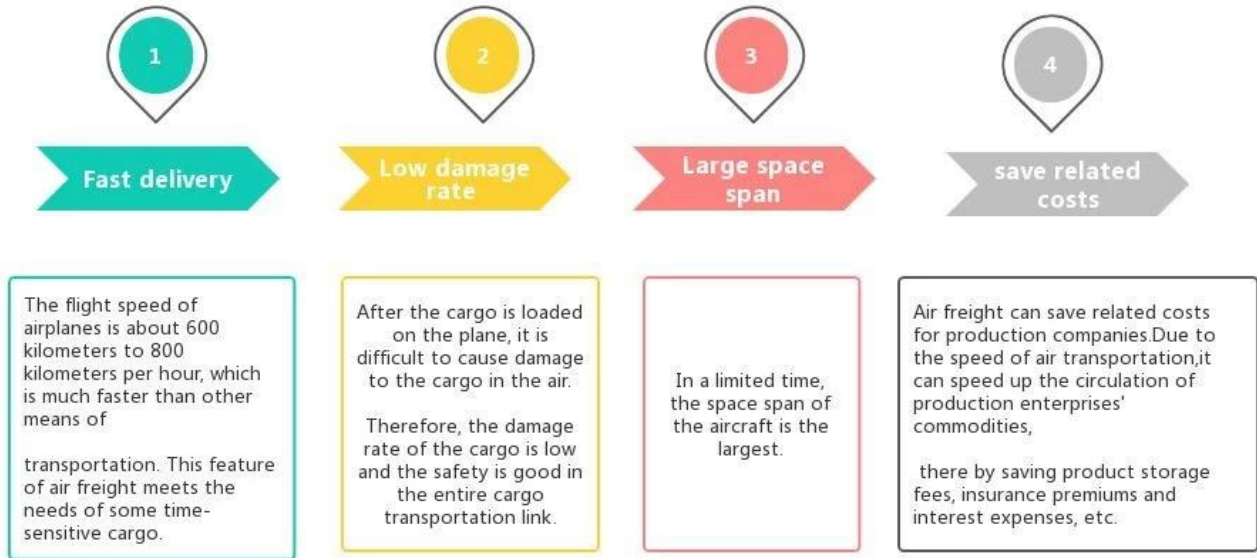 1
2
3
4
Fast delivery
Low damage
rate
Large space
span
save related
costs
The flight speed of
airplanes is about 600
kilometers to 800
kilometers per hour, which
is much faster than other
means of
transportation. This feature
of air freight meets the
needs of some time-
sensitive cargo.
After the cargo is loaded
on the plane, it is
difficult to cause damage
to the cargo in the air.
Therefore, the damage
rate of the cargo is low
and the safety is good in
the entire cargo
transportation link.
In a limited time,
the space span of
the aircraft is the
largest.
Air freight can save related costs
for production companies.Due to
the speed of air transportation,it
can speed up the circulation of
production enterprises'
commodities,
there by saving product storage
fees, insurance premiums and
interest expenses, etc.